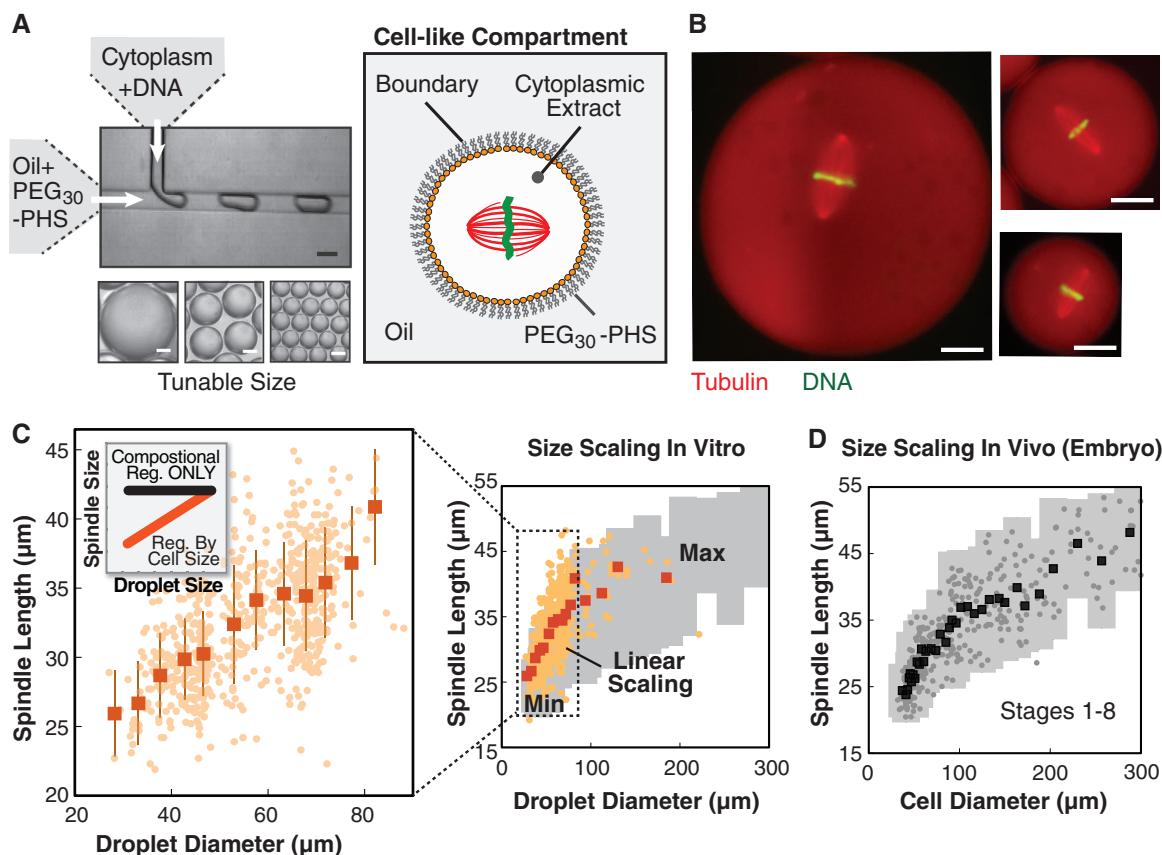 A
Cytoplasm
+DNA
Oil+
PEG30
-PHS
Tunable Size
Cell-like Compartment
Boundary
Cytoplasmic
Extract
Oil
PEG30 -PHS
B
Tubulin DNA
C
45
40
35
30
25
20
Spindle Length (µm)
Compostional
Reg. ONLY
Reg. By
Cell Size
Spindle Size
Droplet Size
20 40 60 80
Droplet Diameter (µm)
Size Scaling In Vitro
55
45
35
25
15
Spindle Length (µm)
Max
Linear
Scaling
Min
0 100 200 300
Droplet Diameter (µm)
D Size Scaling In Vivo (Embryo)
55
45
35
25
15
Spindle Length (µm)
Stages 1-8
0 100 200 300
Cell Diameter (µm)